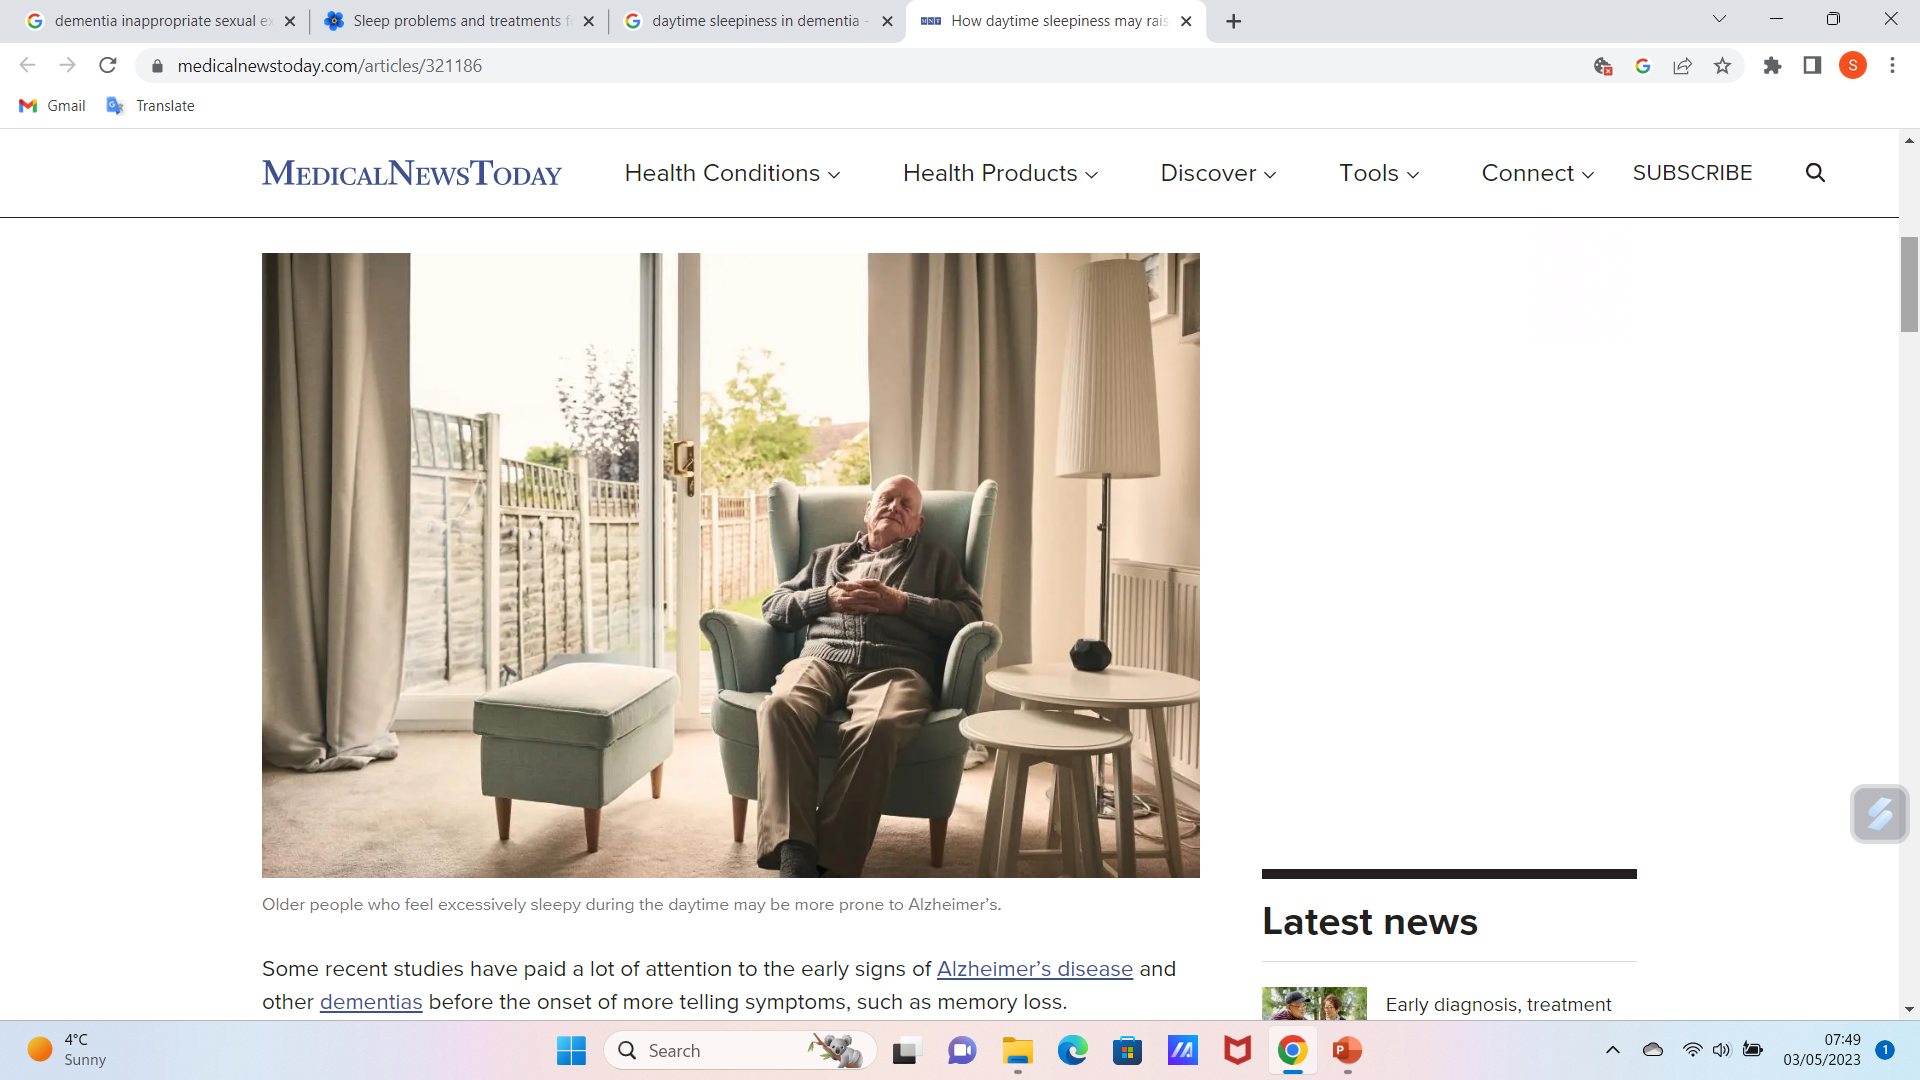 dementia inappropriate sexual ex
Sleep problems and treatments f
daytime sleepiness in dementia -
How daytime sleepiness may rais
medicalnewstoday.com/articles/321186
S
Gmail
Translate
MEDICALNEWSTODAY
Health Conditions
Health Products
Discover
Tools
Connect
SUBSCRIBE
Older people who feel excessively sleepy during the daytime may be more prone to Alzheimer’s.
Some recent studies have paid a lot of attention to the early signs of Alzheimer’s disease and
other dementias before the onset of more telling symptoms, such as memory loss.
Latest news
Early diagnosis, treatment
4°C
Sunny
Search
07:49
03/05/2023
1